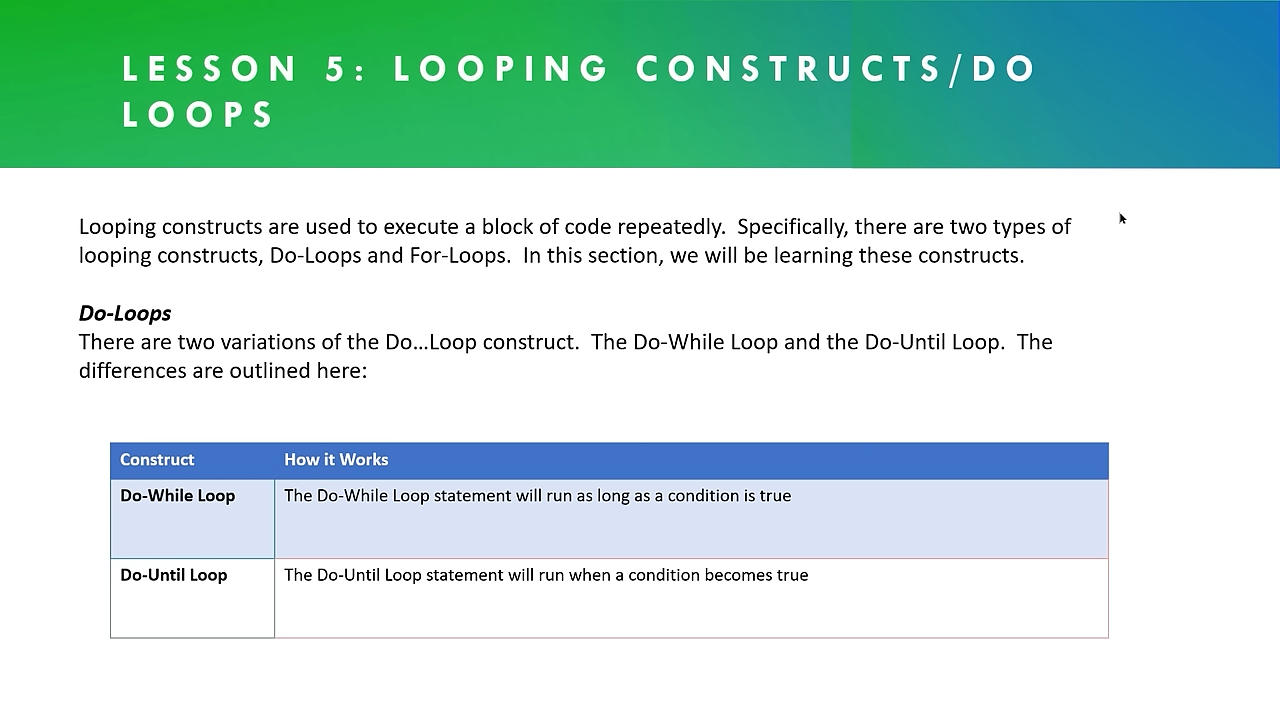 LESSON 5: LOOPING CONSTRUCTS/DO
LOOPS
Looping constructs are used to execute a block of code repeatedly.  Specifically, there are two types of
looping constructs, Do-Loops and For-Loops.  In this section, we will be learning these constructs.
Do-Loops
There are two variations of the Do...Loop construct.  The Do-While Loop and the Do-Until Loop.  The
differences are outlined here:
Construct How it Works
Do-While Loop The Do-While Loop statement will run as long as a condition is true
Do-Until Loop The Do-Until Loop statement will run when a condition becomes true